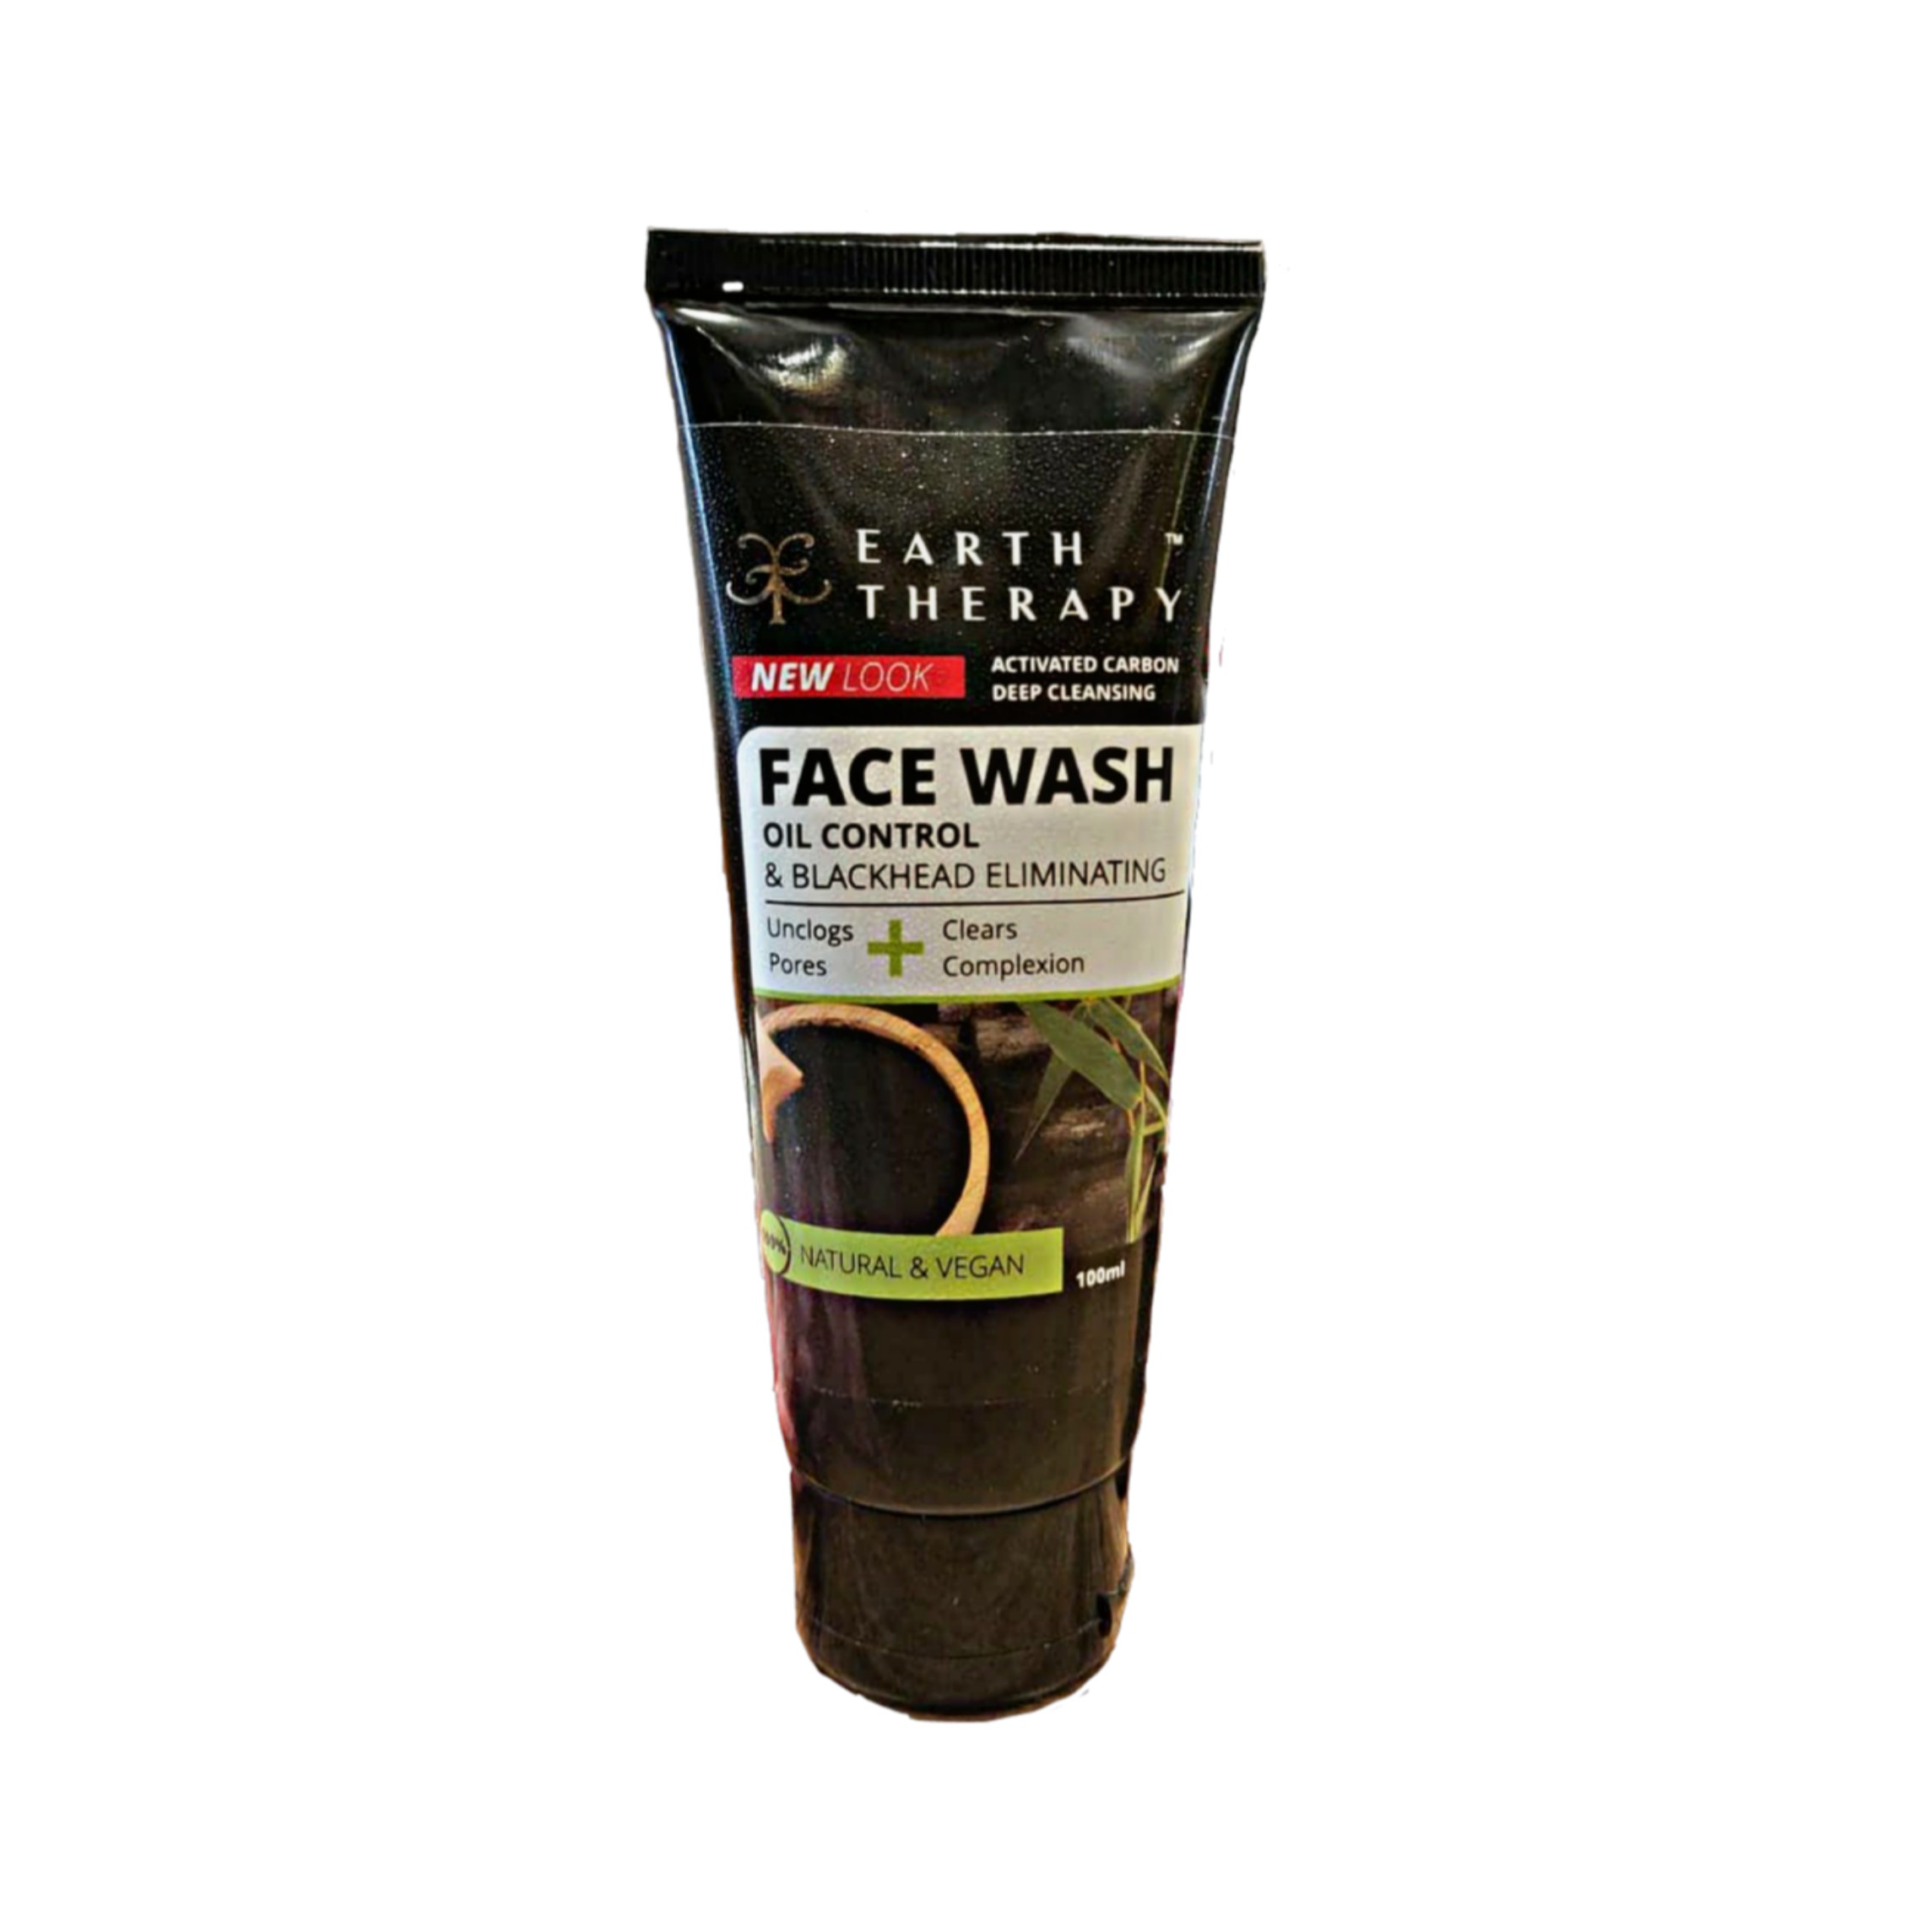 EARTH ™
THERAPY
NEW LOOK
ACTIVATED CARBON
DEEP CLEANSING
FACE WASH
OIL CONTROL
& BLACKHEAD ELIMINATING
Unclogs
Pores
+
Clears
Complexion
100% NATURAL & VEGAN
100ml